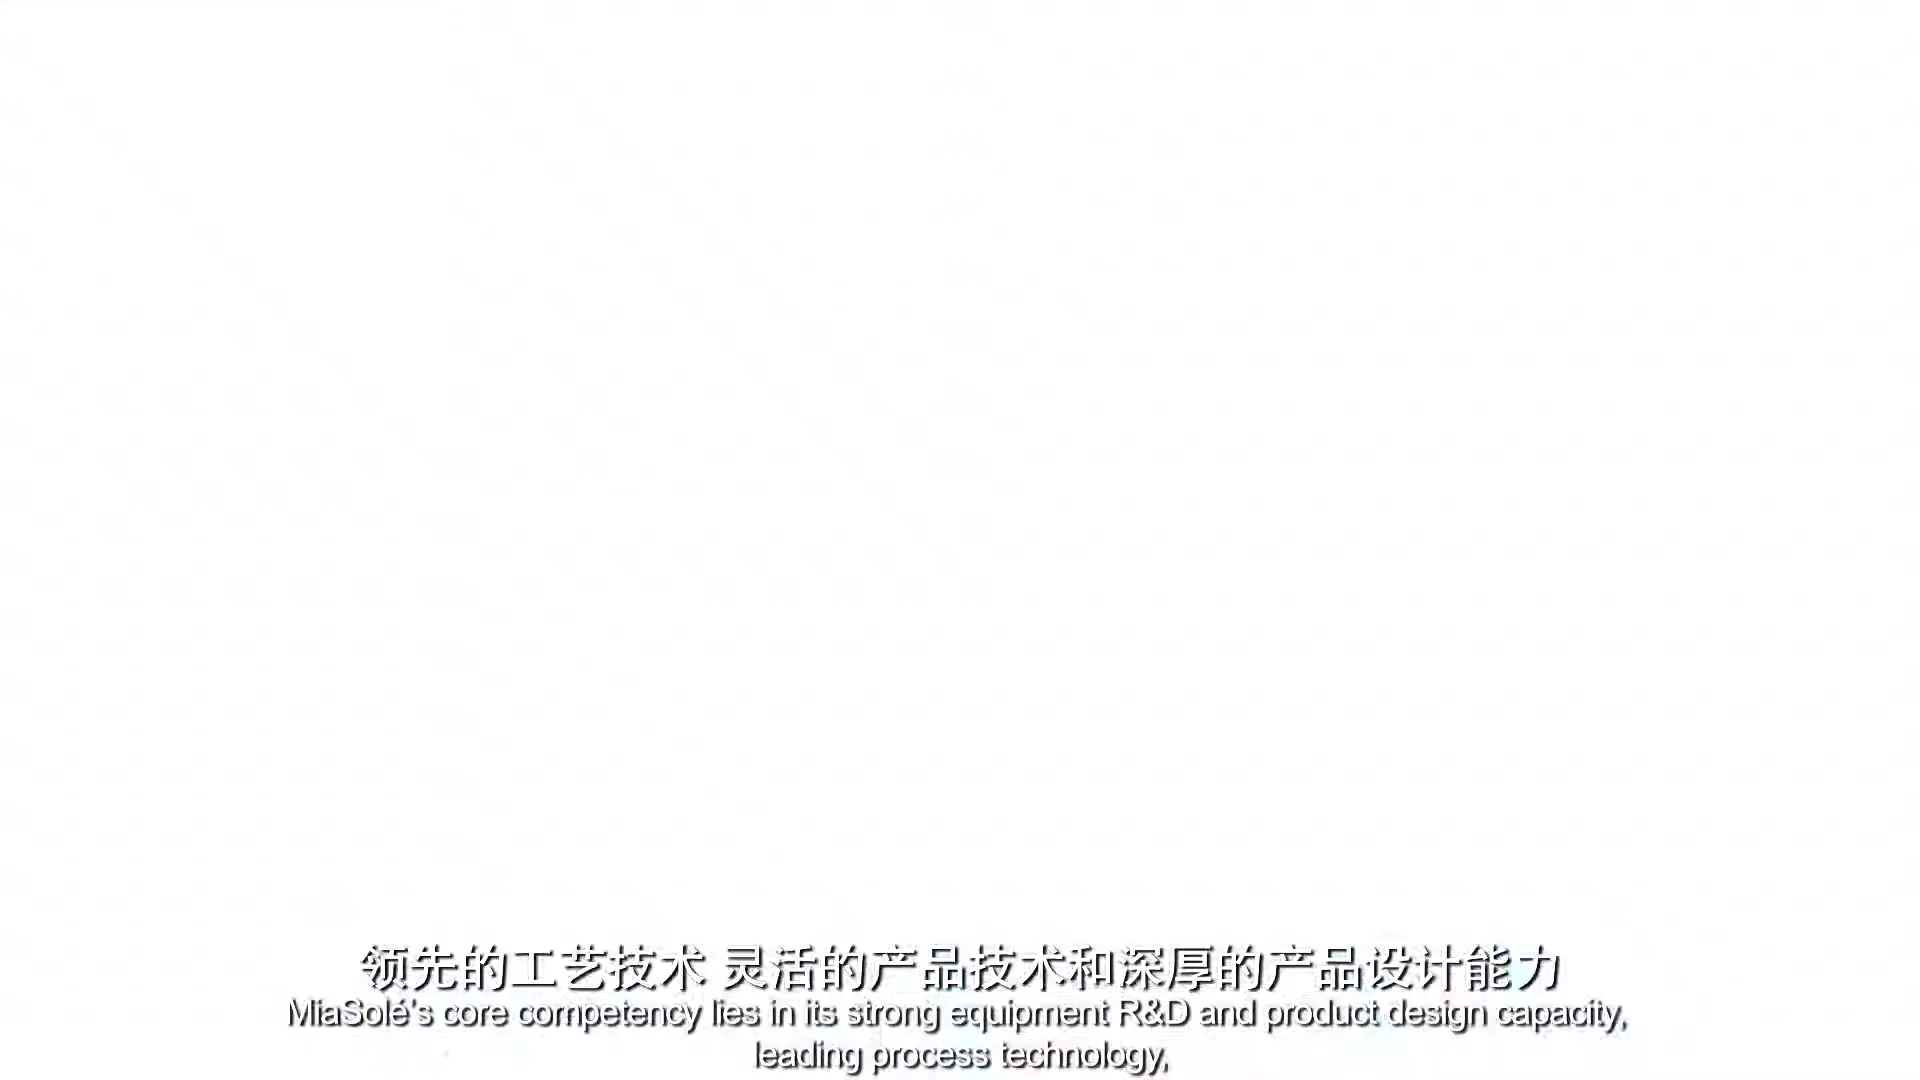 领先的工艺技术 灵活的产品技术和深厚的产品设计能力
MiaSolé's core competency lies in its strong equipment R&D and product design capacity,
leading process technology,